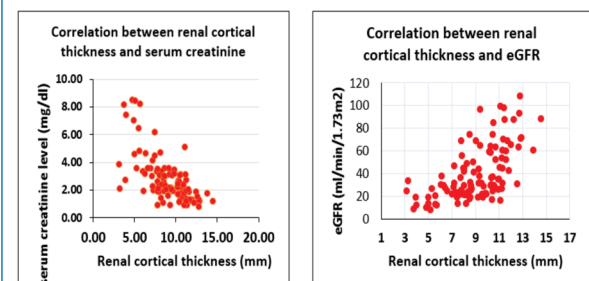 Correlation between renal cortical
thickness and serum creatinine
serum creatinine level (mg/dl)
10.00
8.00
6.00
4.00
2.00
0.00
0.00 5.00 10.00 15.00 20.00
Renal cortical thickness (mm)
Correlation between renal
cortical thickness and eGFR
eGFR (ml/min/1.73m2)
120
100
80
60
40
20
0
1 3 5 7 9 11 13 15 17
Renal cortical thickness (mm)